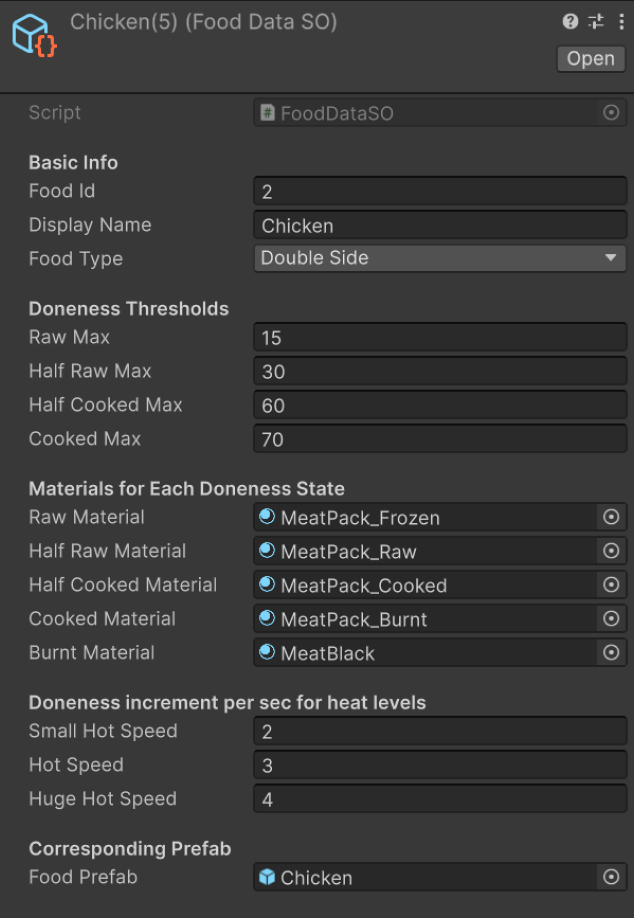 Chicken(5) (Food Data SO)
Open
Script FoodDataSO
Basic Info
Food Id 2
Display Name Chicken
Food Type Double Side
Doneness Thresholds
Raw Max 15
Half Raw Max 30
Half Cooked Max 60
Cooked Max 70
Materials for Each Doneness State
Raw Material MeatPack_Frozen
Half Raw Material MeatPack_Raw
Half Cooked Material MeatPack_Cooked
Cooked Material MeatPack_Burnt
Burnt Material MeatBlack
Doneness increment per sec for heat levels
Small Hot Speed 2
Hot Speed 3
Huge Hot Speed 4
Corresponding Prefab
Food Prefab Chicken